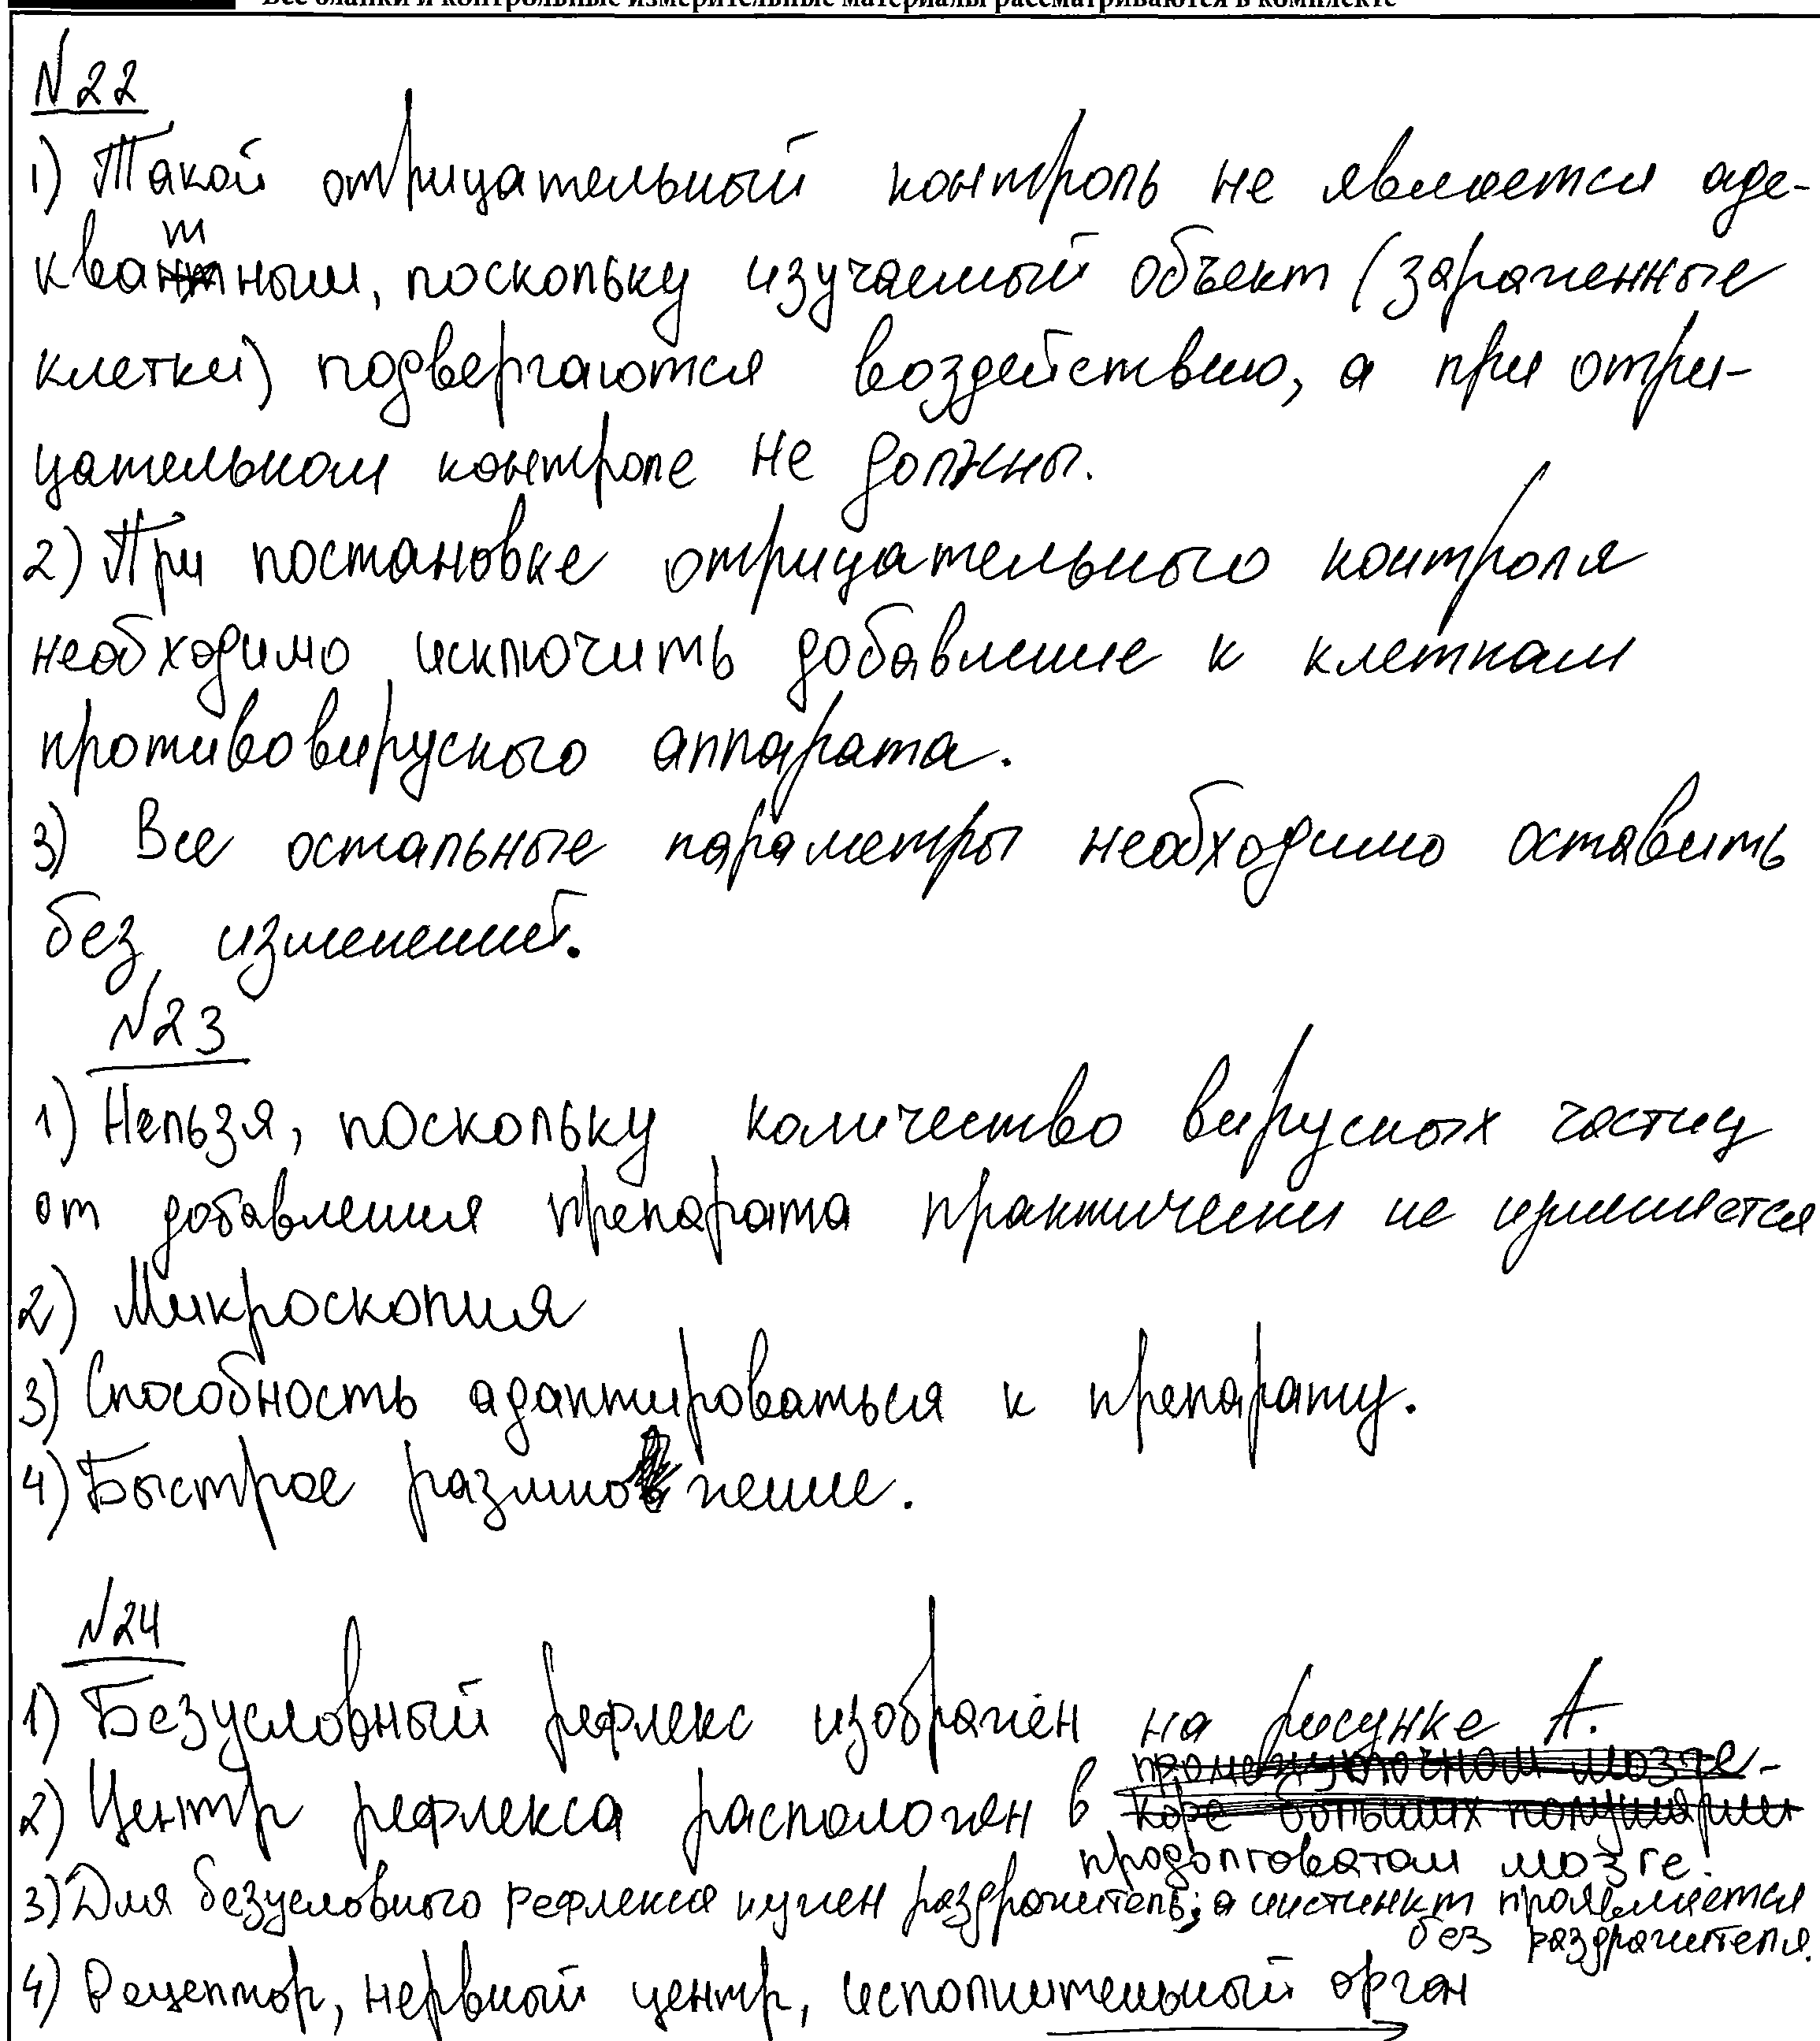 Все бланки и контрольные измерительные материалы рассматриваются в комплекте
№22
1) Такой отрицательный контроль не является аде-
кватным, поскольку изучаемый объект (зараженные
клетки) подвергаются воздействию, а при отри-
цательном контроле не должны.
2) При постановке отрицательного контроля
необходимо исключить добавление к клеткам
противовирусного аппарата.
3) Все остальные параметры необходимо оставить
без изменений.
№23
1) Нельзя, поскольку количество вирусных частиц
от добавления препарата практически не изменяется
2) Микроскопия
3) Способность адаптироваться к препарату.
4) Быстрое размножение.
№24
1) Безусловный рефлекс изображён на рисунке А.
промежуточном мозге-
2) Центр рефлекса расположен в коре больших полушарий
продолговатом мозге.
3) Для безусловного рефлекса нужен раздражитель, а инстинкт проявляется
без раздражителя.
4) Рецептор, нервный центр, исполнительный орган